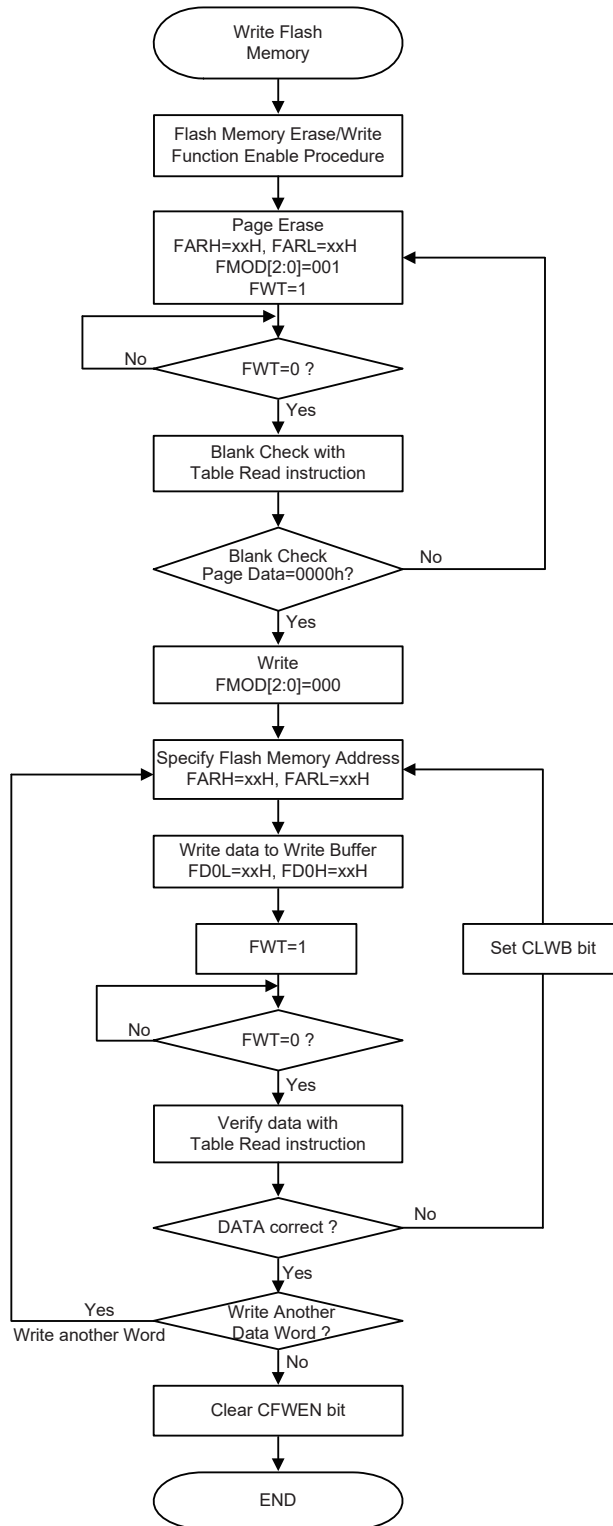 Write Flash
Memory
Flash Memory Erase/Write
Function Enable Procedure
Page Erase
FARH=xxH, FARL=xxH
FMOD[2:0]=001
FWT=1
No
FWT=0 ?
Yes
Blank Check with
Table Read instruction
Blank Check
Page Data=0000h?
No
Yes
Write
FMOD[2:0]=000
Specify Flash Memory Address
FARH=xxH, FARL=xxH
Write data to Write Buffer
FD0L=xxH, FD0H=xxH
FWT=1
Set CLWB bit
No
FWT=0 ?
Yes
Verify data with
Table Read instruction
DATA correct ?
No
Yes
Yes
Write another Word
Write Another
Data Word ?
No
Clear CFWEN bit
END